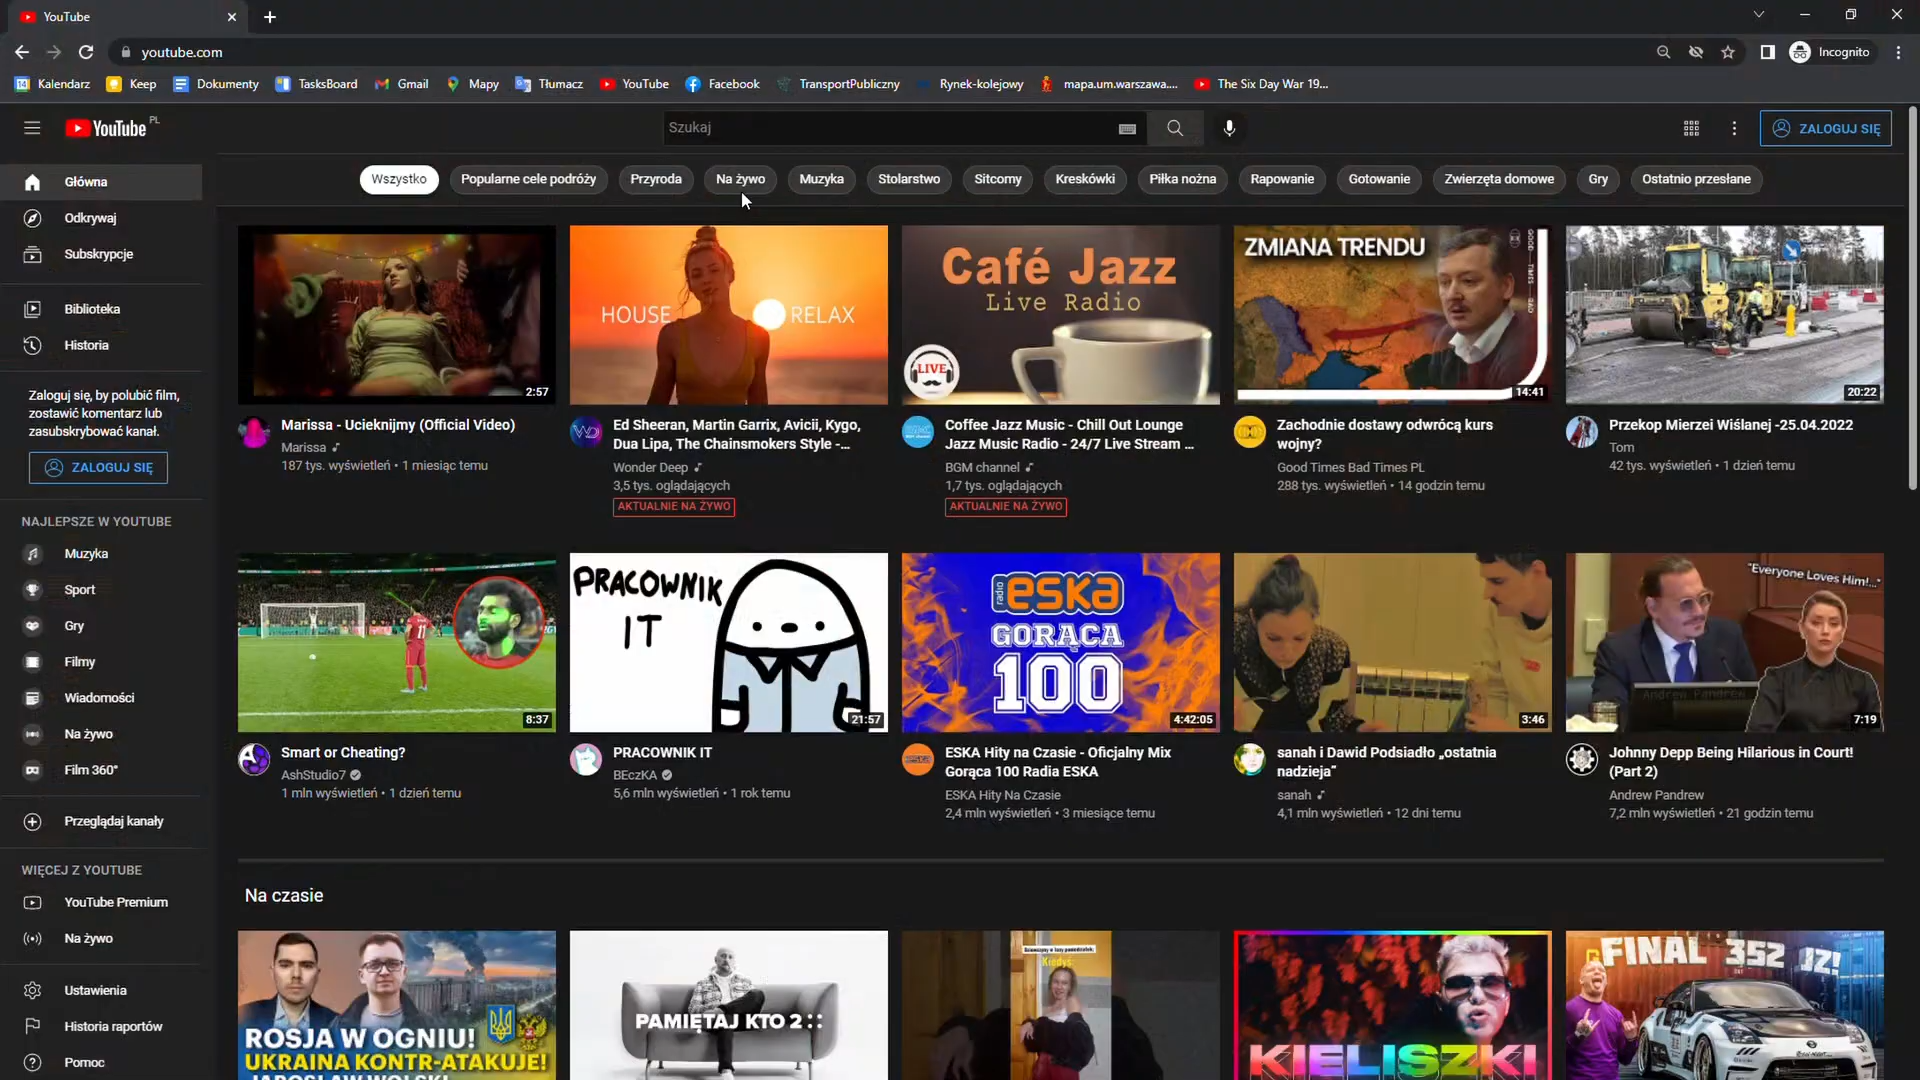 YouTube
youtube.com
Incognito
Kalendarz
Keep
Dokumenty
TasksBoard
Gmail
Mapy
Tłumacz
YouTube
Facebook
TransportPubliczny
Rynek-kolejowy
mapa.um.warszawa....
The Six Day War 19...
YouTube PL
Szukaj
ZALOGUJ SIĘ
Główna
Odkrywaj
Subskrypcje
Biblioteka
Historia
Zaloguj się, by polubić film,
zostawić komentarz lub
zasubskrybować kanał.
ZALOGUJ SIĘ
NAJLEPSZE W YOUTUBE
Muzyka
Sport
Gry
Filmy
Wiadomości
Na żywo
Film 360°
Przeglądaj kanały
WIĘCEJ Z YOUTUBE
YouTube Premium
Na żywo
Ustawienia
Historia raportów
Pomoc
Wszystko
Popularne cele podróży
Przyroda
Na żywo
Muzyka
Stolarstwo
Sitcomy
Kreskówki
Piłka nożna
Rapowanie
Gotowanie
Zwierzęta domowe
Gry
Ostatnio przesłane
2:57
Marissa - Ucieknijmy (Official Video)
Marissa
187 tys. wyświetleń • 1 miesiąc temu
HOUSE RELAX
Ed Sheeran, Martin Garrix, Avicii, Kygo,
Dua Lipa, The Chainsmokers Style -...
Wonder Deep
3,5 tys. oglądających
AKTUALNIE NA ŻYWO
Café Jazz
Live Radio
LIVE
Coffee Jazz Music - Chill Out Lounge
Jazz Music Radio - 24/7 Live Stream ...
BGM channel
1,7 tys. oglądających
AKTUALNIE NA ŻYWO
ZMIANA TRENDU
14:41
Zachodnie dostawy odwrócą kurs
wojny?
Good Times Bad Times PL
288 tys. wyświetleń • 14 godzin temu
20:22
Przekop Mierzei Wiślanej -25.04.2022
Tom
42 tys. wyświetleń • 1 dzień temu
11
8:37
Smart or Cheating?
AshStudio7
1 mln wyświetleń • 1 dzień temu
PRACOWNIK
IT
21:57
PRACOWNIK IT
BEczKA
5,6 mln wyświetleń • 1 rok temu
radio eska
GORĄCA
100
4:42:05
ESKA Hity na Czasie - Oficjalny Mix
Gorąca 100 Radia ESKA
ESKA Hity Na Czasie
2,4 mln wyświetleń • 3 miesiące temu
3:46
sanah i Dawid Podsiadło „ostatnia
nadzieja”
sanah
4,1 mln wyświetleń • 12 dni temu
"Everyone Loves Him!..."
Andrew Pandrew
7:19
Johnny Depp Being Hilarious in Court!
(Part 2)
Andrew Pandrew
7,2 mln wyświetleń • 21 godzin temu
Na czasie
ROSJA W OGNIU!
UKRAINA KONTR-ATAKUJE!
JAROSŁAW WOLSKI
PAMIĘTAJ KTO 2::
Kiedyś:
KIELISZKI
FINAL 352 JZ!